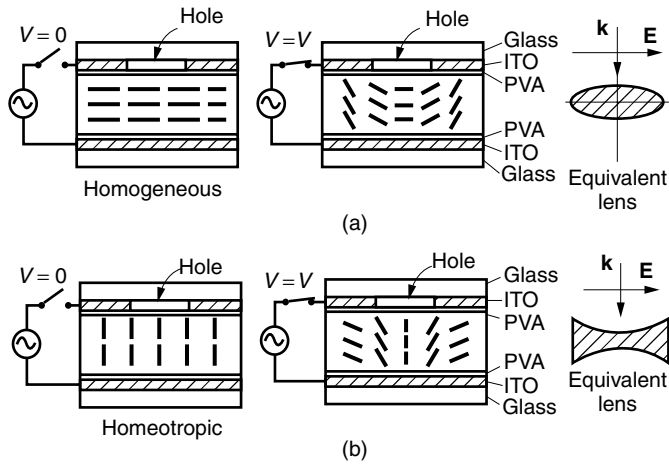 V = 0
Hole
V = V
Hole
Glass
ITO
PVA
PVA
ITO
Glass
k
E
Homogeneous
Equivalent
lens
(a)
V = 0
Hole
V = V
Hole
Glass
ITO
PVA
PVA
ITO
Glass
k
E
Homeotropic
Equivalent
lens
(b)